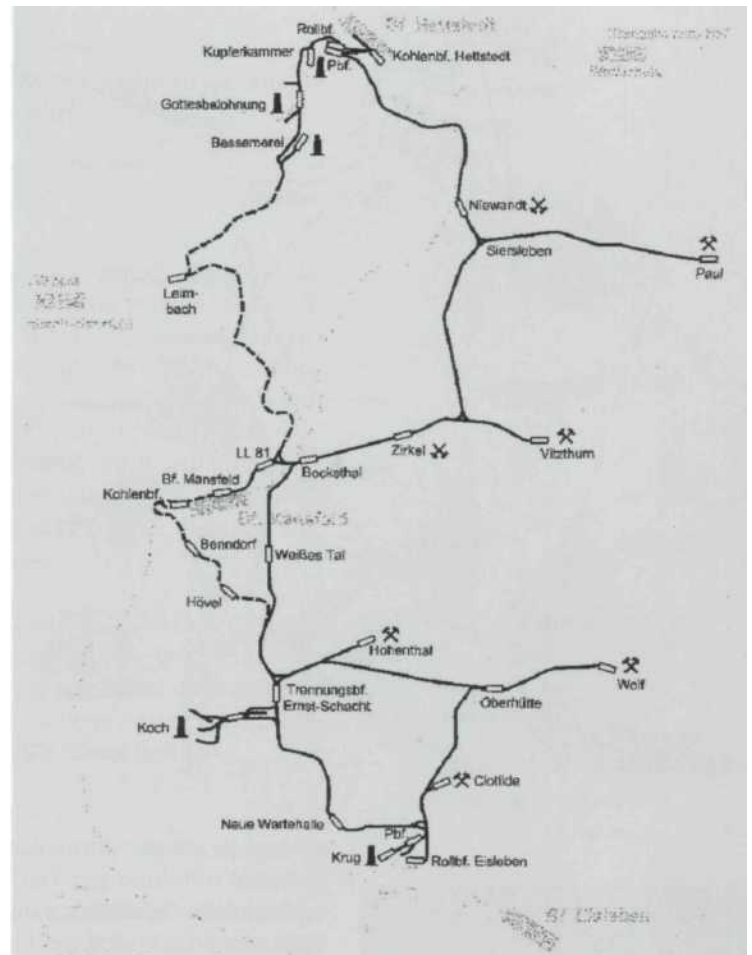 Bf Hettstedt
Rollbf.
Kupferkammer
Pbf.
Kohlenbf. Hettstedt
Gottesbelohnung
Bessemerei
Niewandt
Siersleben
Paul
Leim-
bach
LL 81
Zirkel
Vitzthum
Bf. Mansfeld
Bocksthal
Kohlenbf.
Bf. Mansfeld
Benndorf
Weißes Tal
Hövel
Hohenthal
Wolf
Trennungsbf.
Ernst-Schacht
Oberhütte
Koch
Clotilde
Neue Wartehalle
Pbf.
Krug
Rollbf. Eisleben
Bf Eisleben